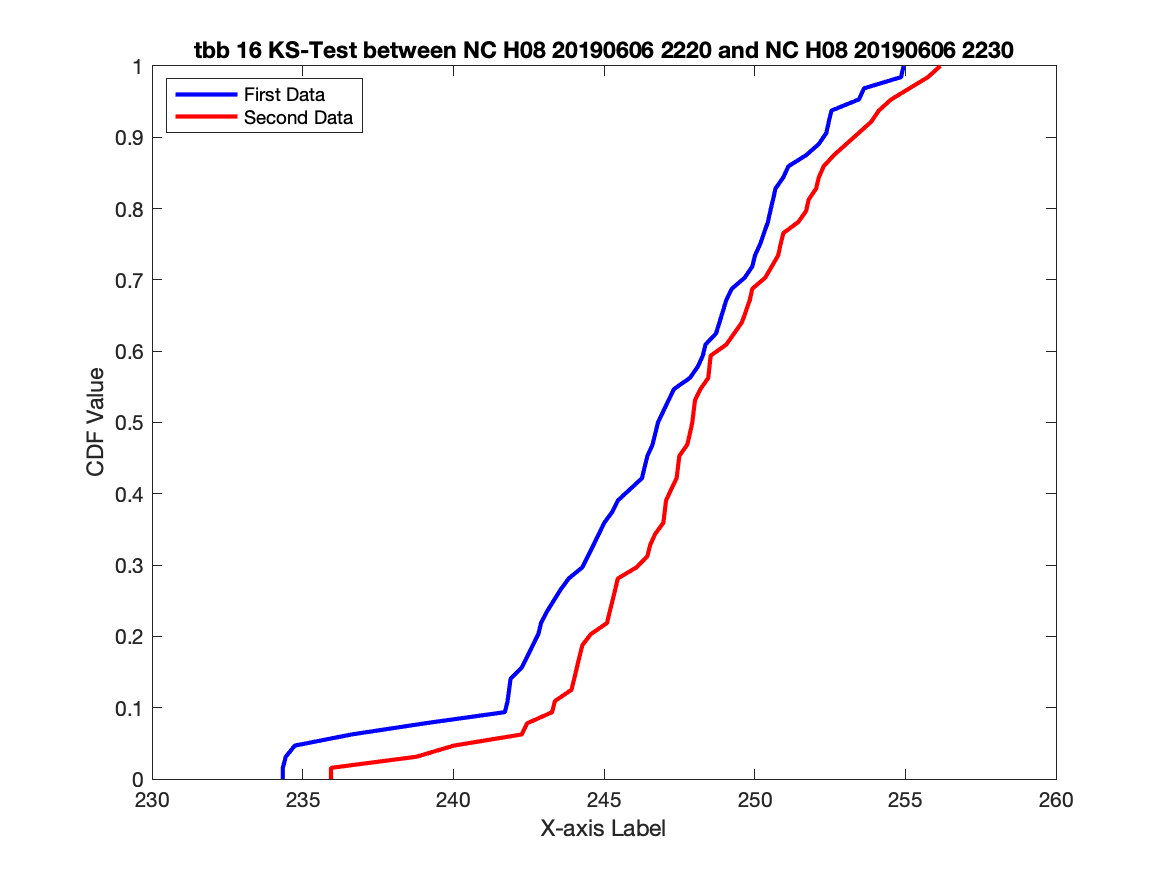 tbb 16 KS-Test between NC H08 20190606 2220 and NC H08 20190606 2230
First Data
Second Data
1
0.9
0.8
0.7
0.6
0.5
0.4
0.3
0.2
0.1
0
CDF Value
230 235 240 245 250 255 260
X-axis Label